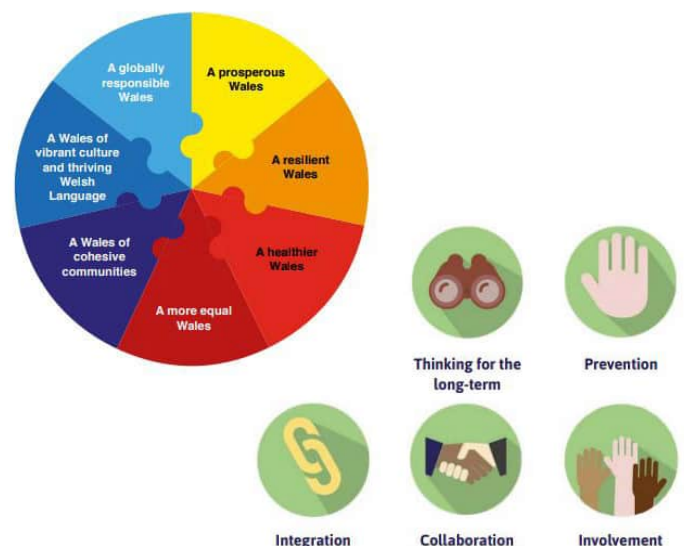 A globally
responsible
Wales
A prosperous
Wales
A Wales of
vibrant culture
and thriving
Welsh
Language
A resilient
Wales
A Wales of
cohesive
communities
A healthier
Wales
A more equal
Wales
Thinking for the
long-term
Prevention
Integration
Collaboration
Involvement